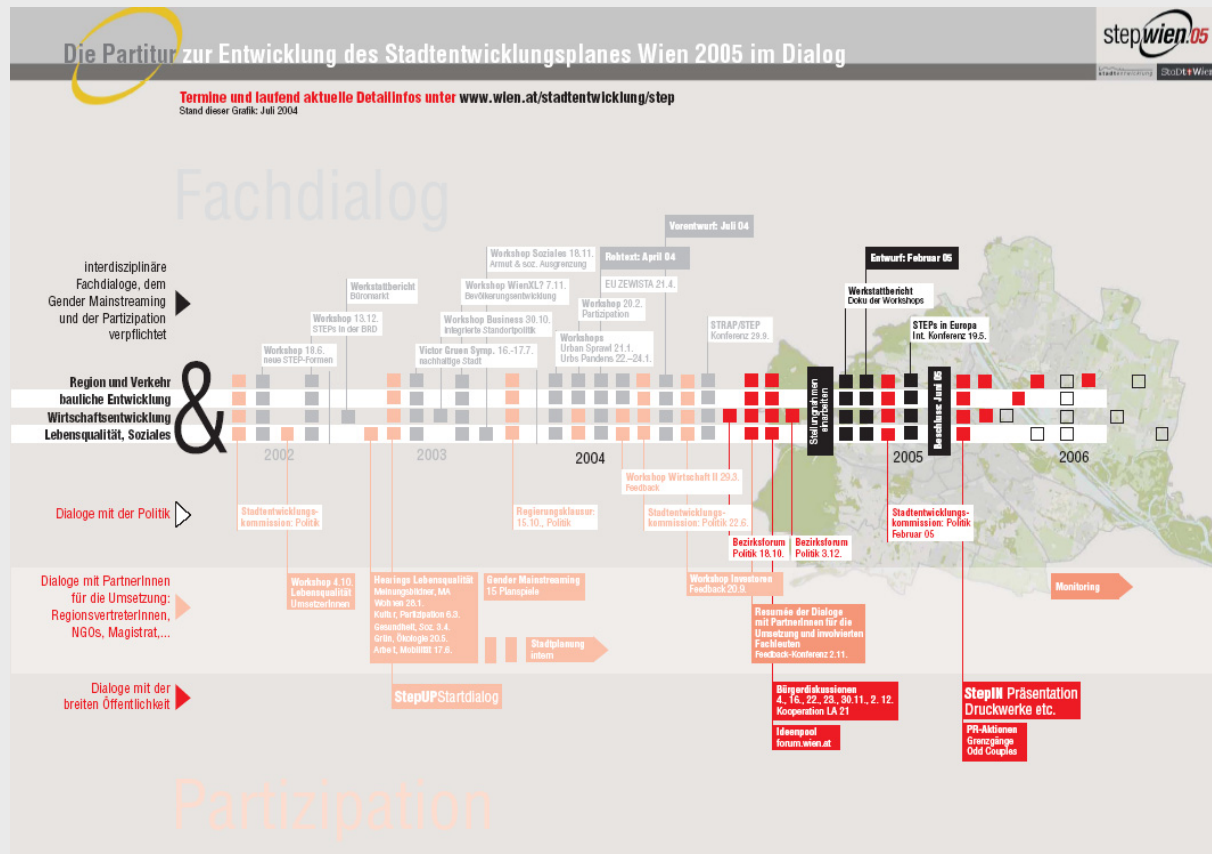 Die Partitur zur Entwicklung des Stadtentwicklungsplanes Wien 2005 im Dialog
stepwien.05
stadtentwicklung StaDt Wien
Termine und laufend aktuelle Detailinfos unter www.wien.at/stadtentwicklung/step
Stand dieser Grafik: Juli 2004
Fachdialog
interdisziplinäre
Fachdialoge, dem
Gender Mainstreaming
und der Partizipation
verpflichtet
Workshop 18.6.
neue STEP-Formen
Workshop 13.12.
STEPs in der BRD
Werkstattbericht
Büromarkt
Victor Gruen Symp. 16.-17.7.
nachhaltige Stadt
Workshop Business 30.10.
Integrierte Standortpolitik
Workshop WienXL? 7.11.
Bevölkerungsentwicklung
Workshop Soziales 18.11.
Armut & soz. Ausgrenzung
Workshops
Urban Sprawl 21.1.
Urbs Pandens 22.–24.1.
Workshop 20.2.
Partizipation
EU ZEWISTA 21.4.
Rohtext: April 04
Vorentwurf: Juli 04
STRAP/STEP
Konferenz 29.9.
Werkstattbericht
Doku der Workshops
Entwurf: Februar 05
STEPs in Europa
Int. Konferenz 19.5.
Region und Verkehr
bauliche Entwicklung
Wirtschaftsentwicklung
Lebensqualität, Soziales
&
Stellungnahmen
einarbeiten
Beschluss: Juni 05
2002
2003
2004
2005
2006
Dialoge mit der Politik
Stadtentwicklungs-
kommission: Politik
Regierungsklausur:
15.10., Politik
Workshop Wirtschaft II 29.3.
Feedback
Stadtentwicklungs-
kommission: Politik 22.6.
Bezirksforum
Politik 18.10.
Bezirksforum
Politik 3.12.
Stadtentwicklungs-
kommission: Politik
Februar 05
Dialoge mit PartnerInnen
für die Umsetzung:
RegionsvertreterInnen,
NGOs, Magistrat,...
Workshop 4.10.
Lebensqualität
UmsetzerInnen
Hearings Lebensqualität
Meinungsbildner, MA
Wohnen 28.1.
Kultur, Partizipation 6.3.
Gesundheit, Soz. 3.4.
Grün, Ökologie 20.5.
Arbeit, Mobilität 17.6.
Gender Mainstreaming
15 Planspiele
Stadtplanung
intern
Workshop Investoren
Feedback 20.9.
Resumée der Dialoge
mit PartnerInnen für die
Umsetzung und involvierten
Fachleuten
Feedback-Konferenz 2.11.
Monitoring
Dialoge mit der
breiten Öffentlichkeit
StepUPStartdialog
Bürgerdiskussionen
4., 16., 22., 23., 30.11., 2. 12.
Kooperation LA 21
Ideenpool
forum.wien.at
StepIN Präsentation
Druckwerke etc.
PR-Aktionen
Grenzgänge
Odd Couples
Partizipation